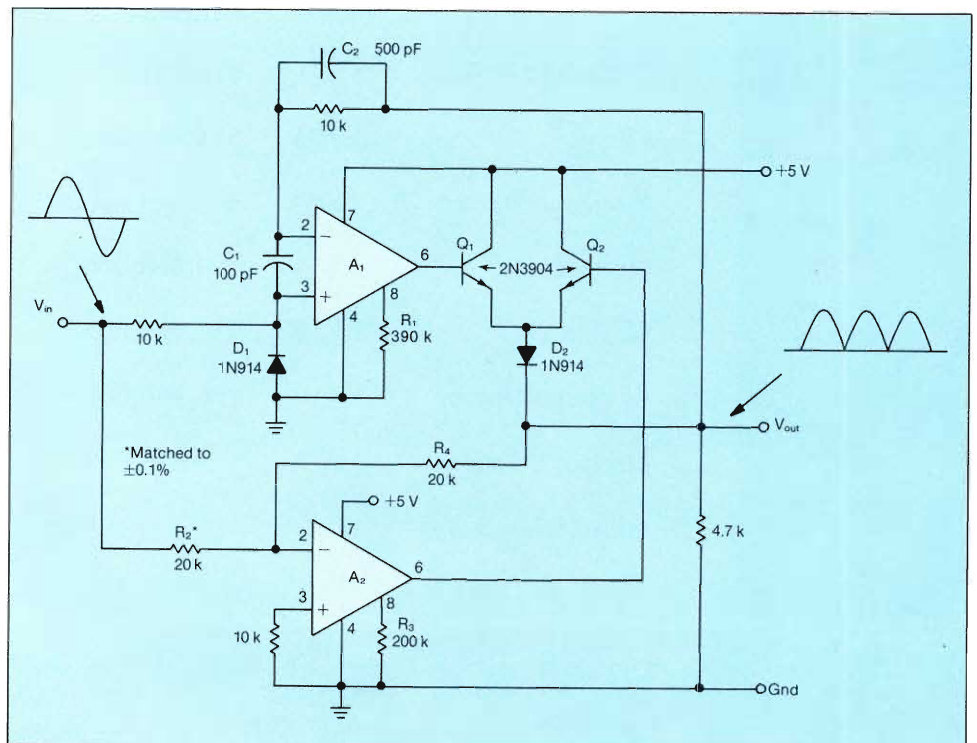 C₂ 500 pF
10 k
+5 V
7
2
−
Q₁
Q₂
C₁
100 pF
A₁
6
2N3904
3
+
8
Vin
10 k
4
R₁
390 k
D₁
1N914
D₂
1N914
Vout
*Matched to
±0.1%
R₄
20 k
+5 V
4.7 k
R₂*
20 k
2
−
7
A₂
6
3
+
8
10 k
4
R₃
200 k
Gnd